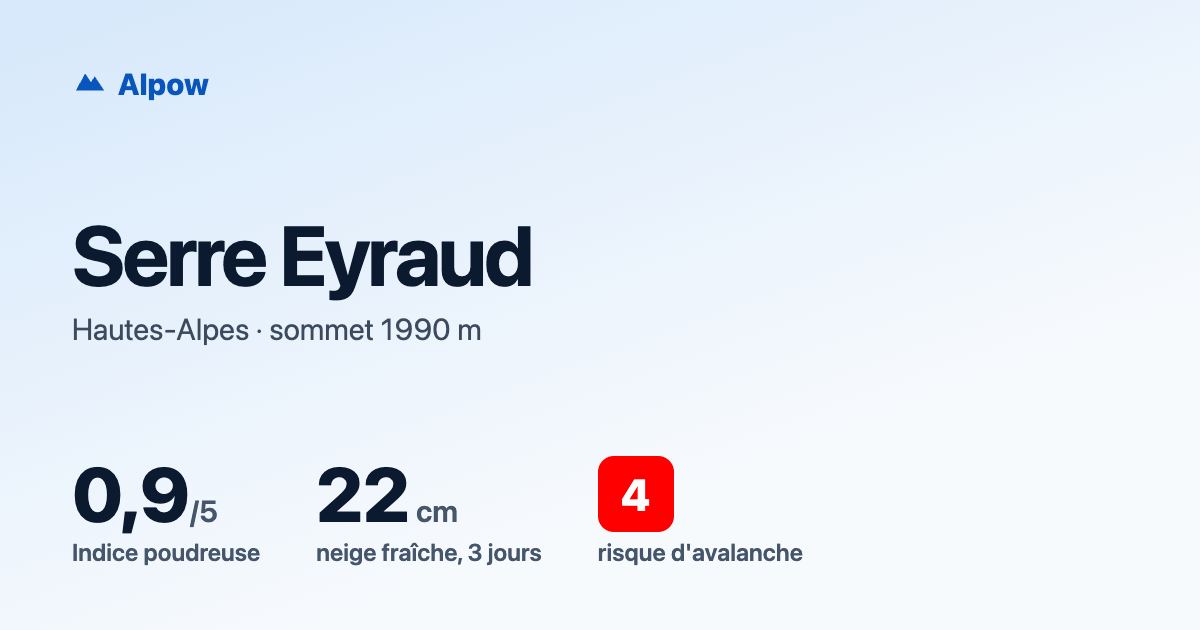 Alpow
Serre Eyraud
Hautes-Alpes · sommet 1990 m
0,9/5
Indice poudreuse
22 cm
neige fraîche, 3 jours
4
risque d'avalanche